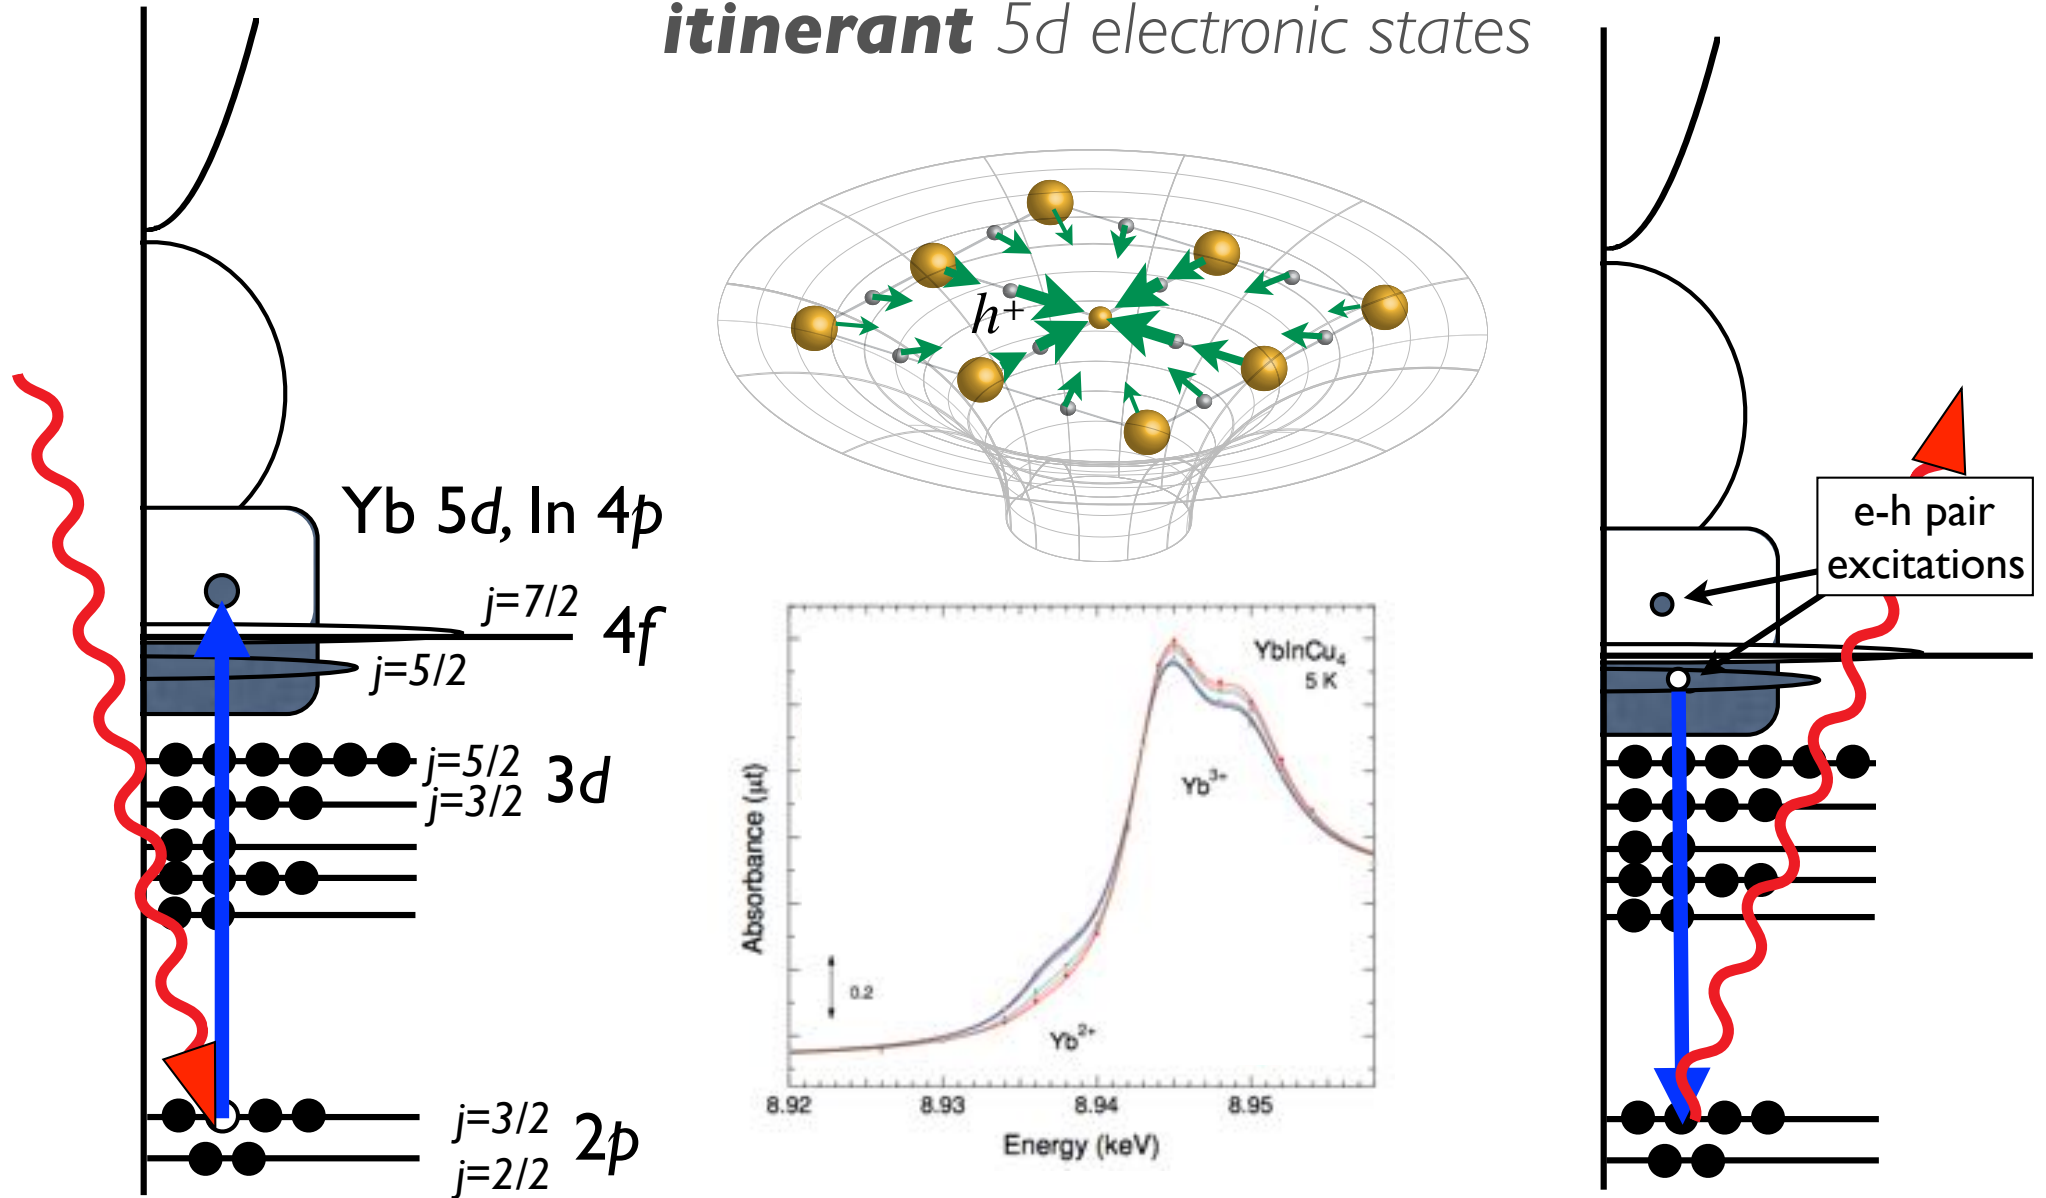 itinerant 5d electronic states
Yb 5d, In 4p
j=7/2
4f
j=5/2
j=5/2
j=3/2
3d
j=3/2
2p
j=2/2
h⁺
YbInCu₄
5 K
Yb³⁺
Yb²⁺
0.2
Absorbance (μt)
8.92 8.93 8.94 8.95
Energy (keV)
e-h pair
excitations